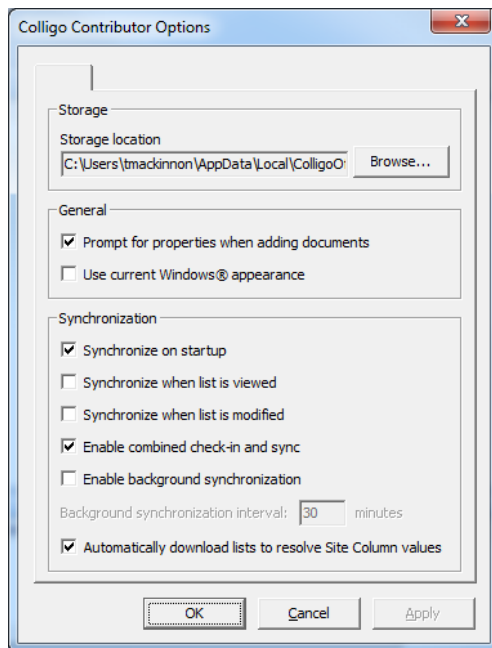 Colligo Contributor Options
Storage
Storage location
C:\Users\tmackinnon\AppData\Local\ColligoO
Browse...
General
Prompt for properties when adding documents
Use current Windows® appearance
Synchronization
Synchronize on startup
Synchronize when list is viewed
Synchronize when list is modified
Enable combined check-in and sync
Enable background synchronization
Background synchronization interval: 30 minutes
Automatically download lists to resolve Site Column values
OK Cancel Apply